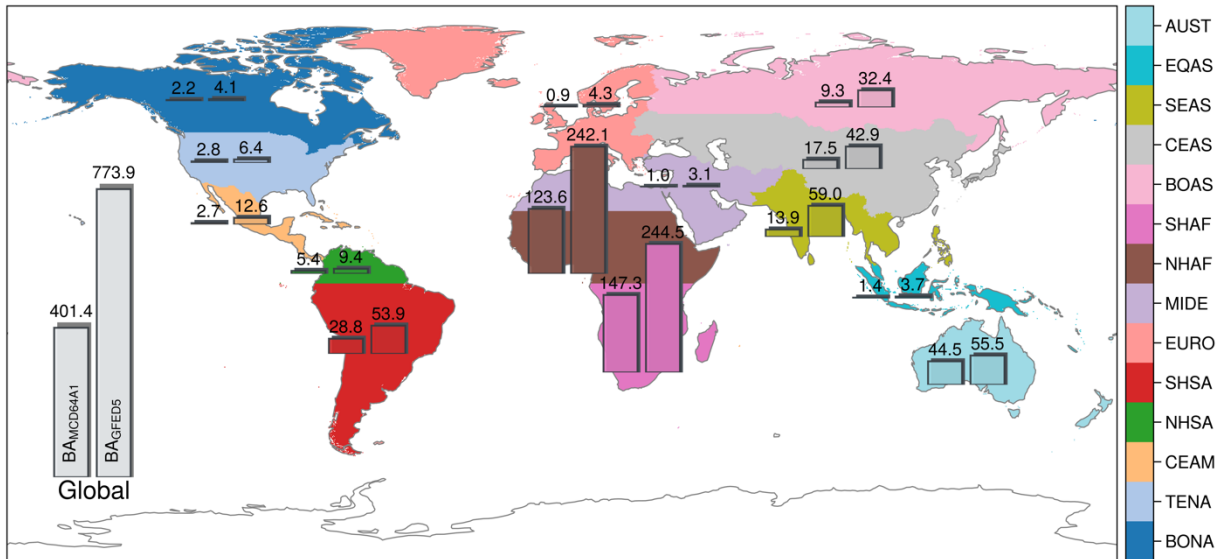 2.2 4.1
2.8 6.4
2.7 12.6
5.4 9.4
28.8 53.9
0.9 4.3
123.6 242.1
147.3 244.5
1.0 3.1
9.3 32.4
17.5 42.9
13.9 59.0
1.4 3.7
44.5 55.5
401.4 773.9
BAMCD64A1
BAGFED5
Global
AUST
EQAS
SEAS
CEAS
BOAS
SHAF
NHAF
MIDE
EURO
SHSA
NHSA
CEAM
TENA
BONA